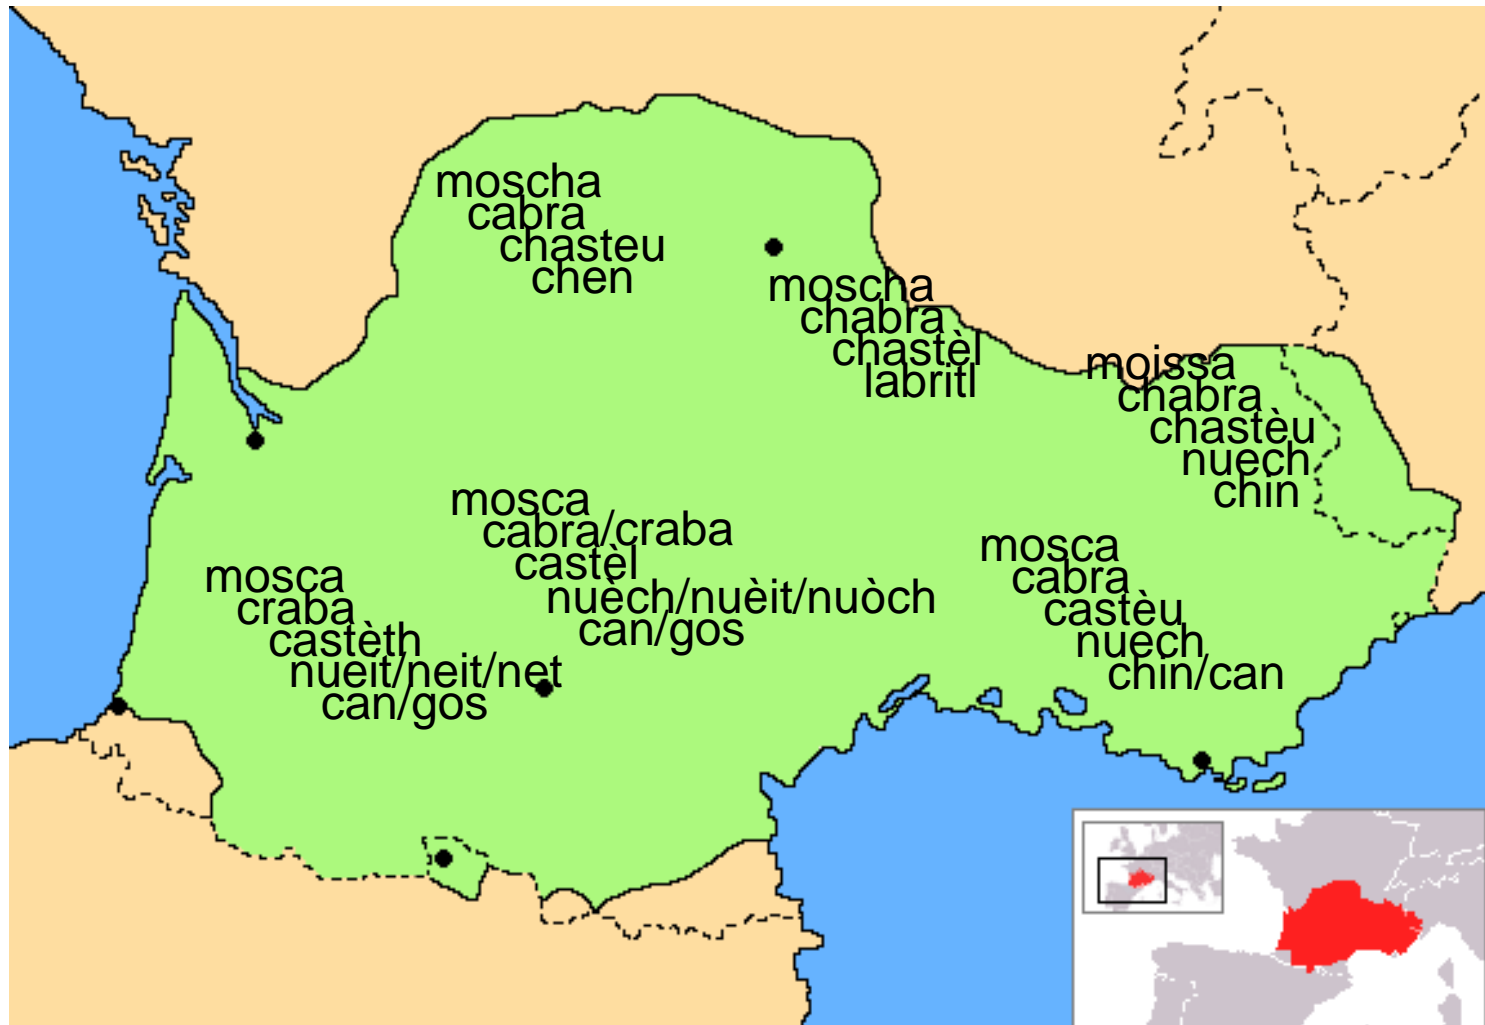 moscha
cabra
chasteu
chen
moscha
chabra
chastèl
labritl
moissa
chabra
chastèu
nuech
chin
mosca
cabra/craba
castèl
nuèch/nuèit/nuòch
can/gos
mosca
cabra
castèu
nuech
chin/can
mosca
craba
castèth
nueit/neit/net
can/gos